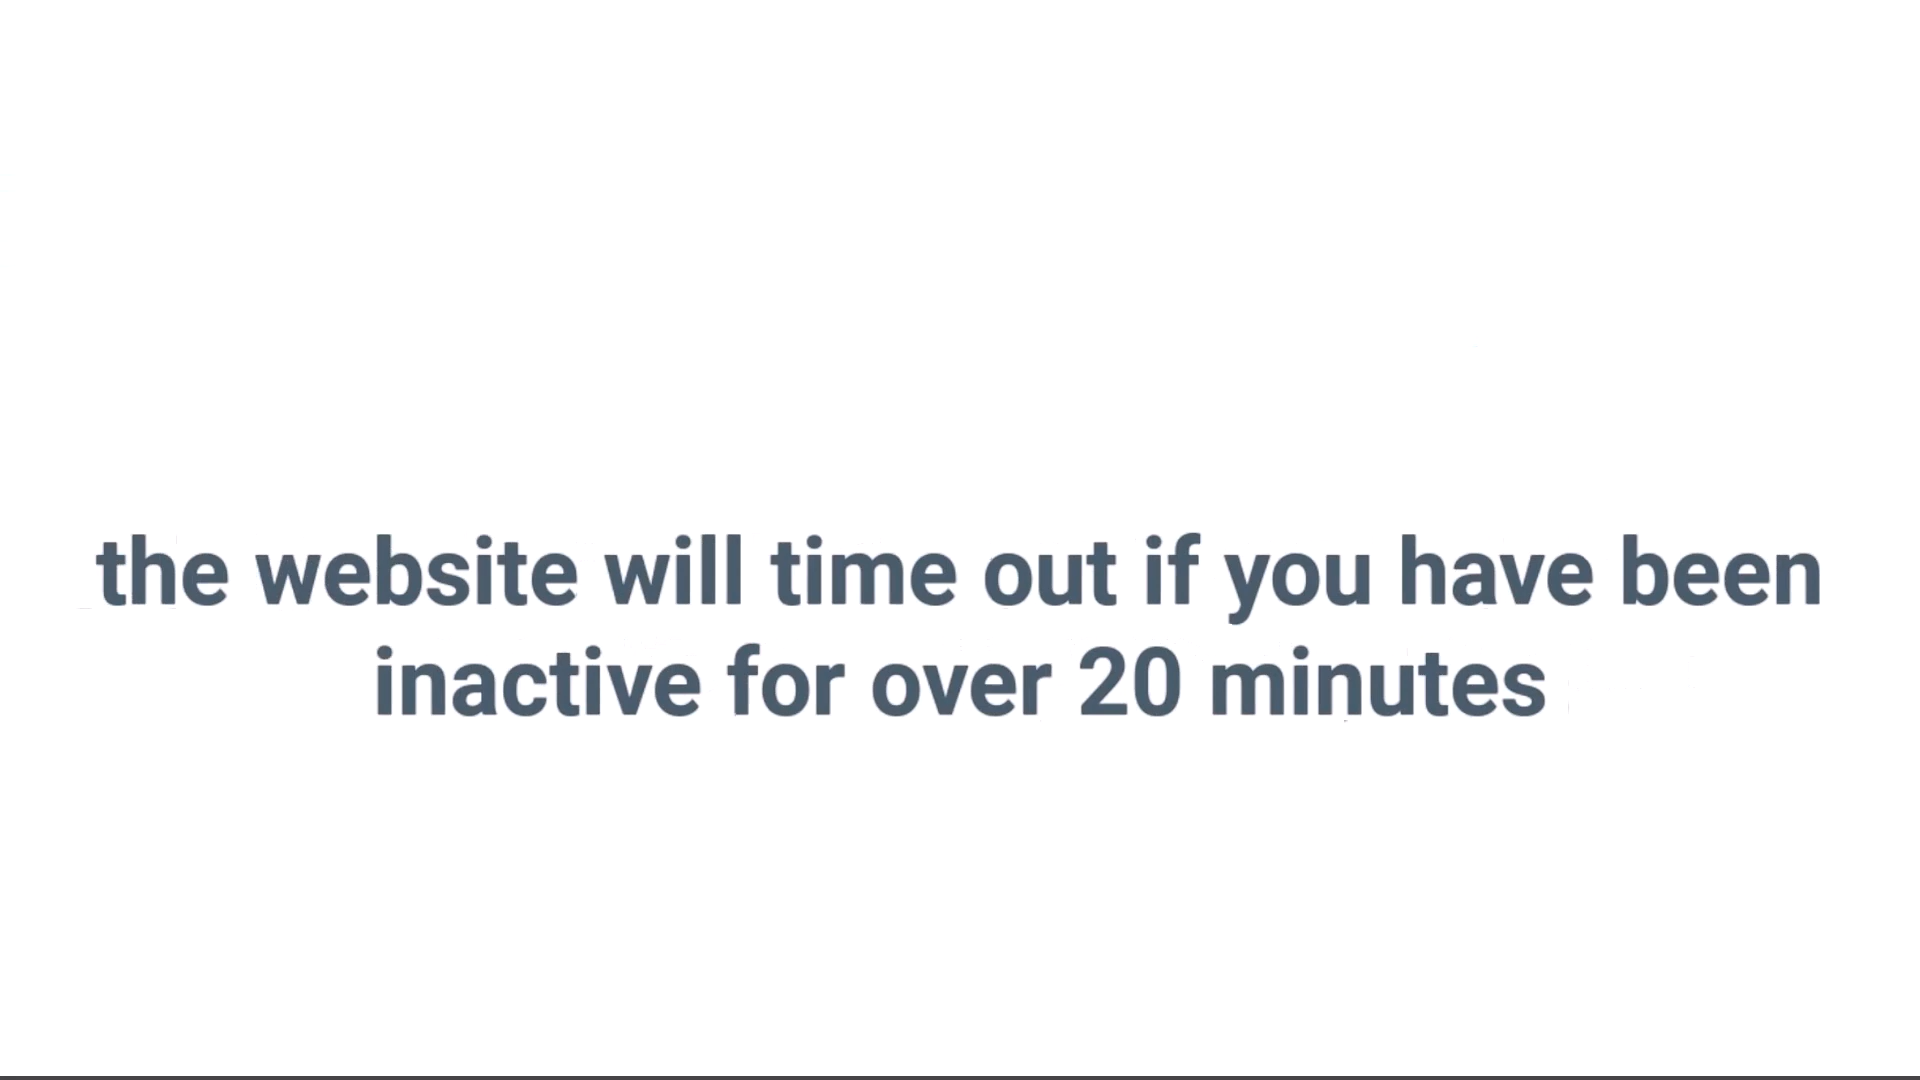 the website will time out if you have been
inactive for over 20 minutes